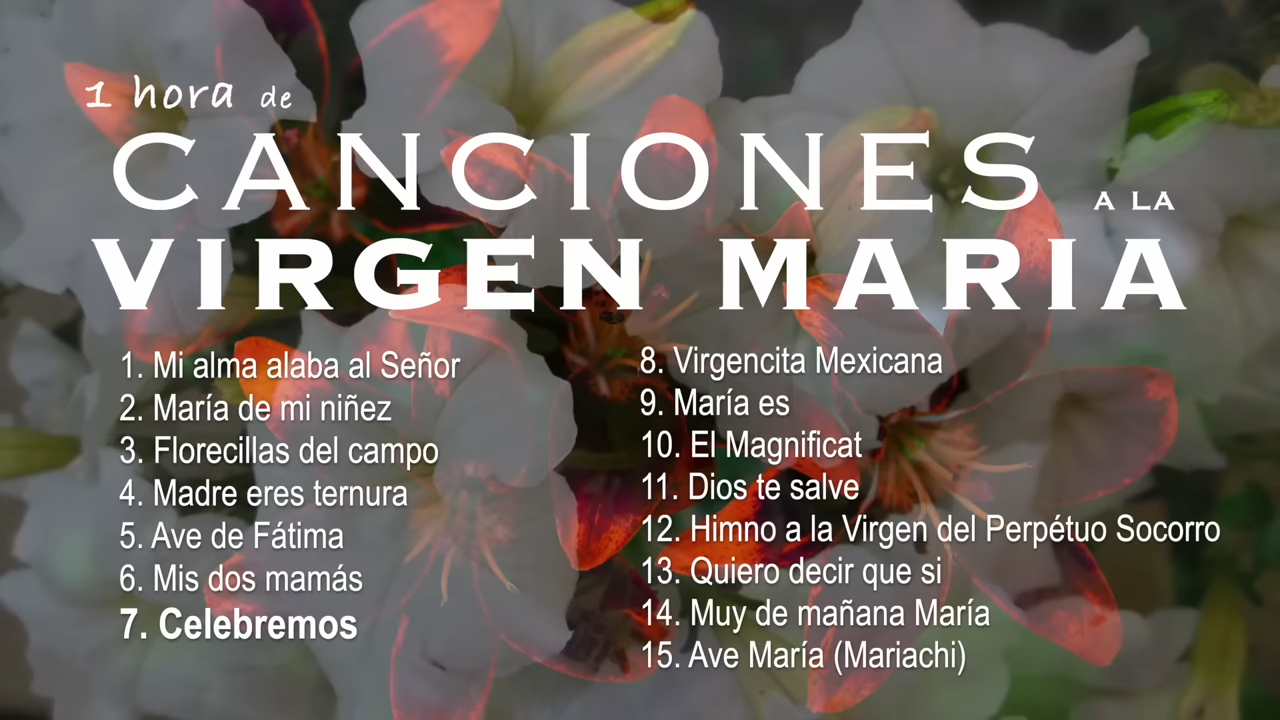 1 hora de
CANCIONES A LA
VIRGEN MARIA
1. Mi alma alaba al Señor
2. María de mi niñez
3. Florecillas del campo
4. Madre eres ternura
5. Ave de Fátima
6. Mis dos mamás
7. Celebremos
8. Virgencita Mexicana
9. María es
10. El Magnificat
11. Dios te salve
12. Himno a la Virgen del Perpétuo Socorro
13. Quiero decir que si
14. Muy de mañana María
15. Ave María (Mariachi)